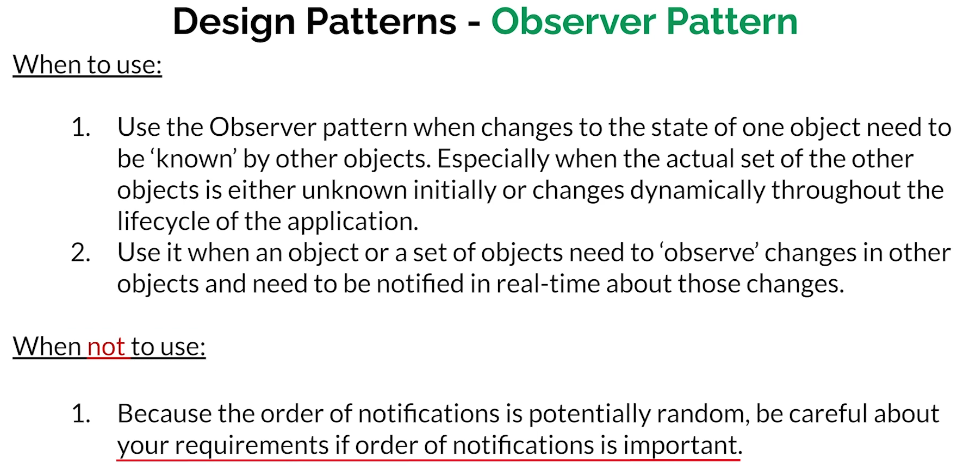 Design Patterns - Observer Pattern
When to use:
1. Use the Observer pattern when changes to the state of one object need to
be ‘known’ by other objects. Especially when the actual set of the other
objects is either unknown initially or changes dynamically throughout the
lifecycle of the application.
2. Use it when an object or a set of objects need to ‘observe’ changes in other
objects and need to be notified in real-time about those changes.
When not to use:
1. Because the order of notifications is potentially random, be careful about
your requirements if order of notifications is important.